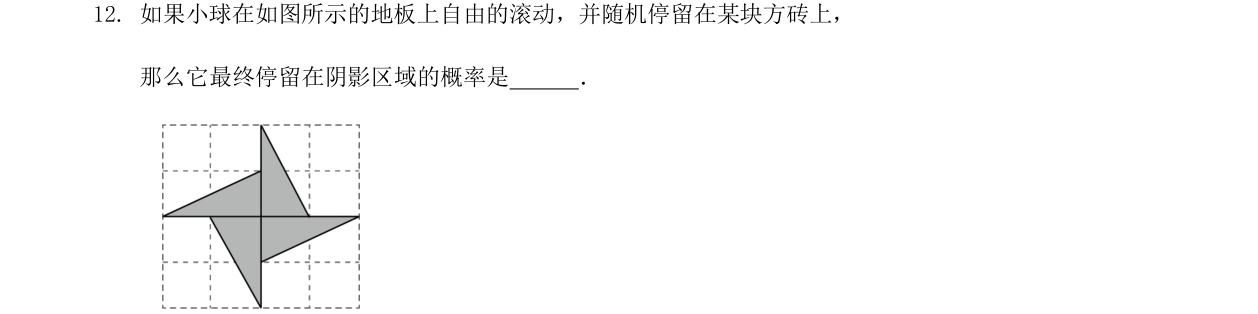 12. 如果小球在如图所示的地板上自由的滚动，并随机停留在某块方砖上，
那么它最终停留在阴影区域的概率是______.